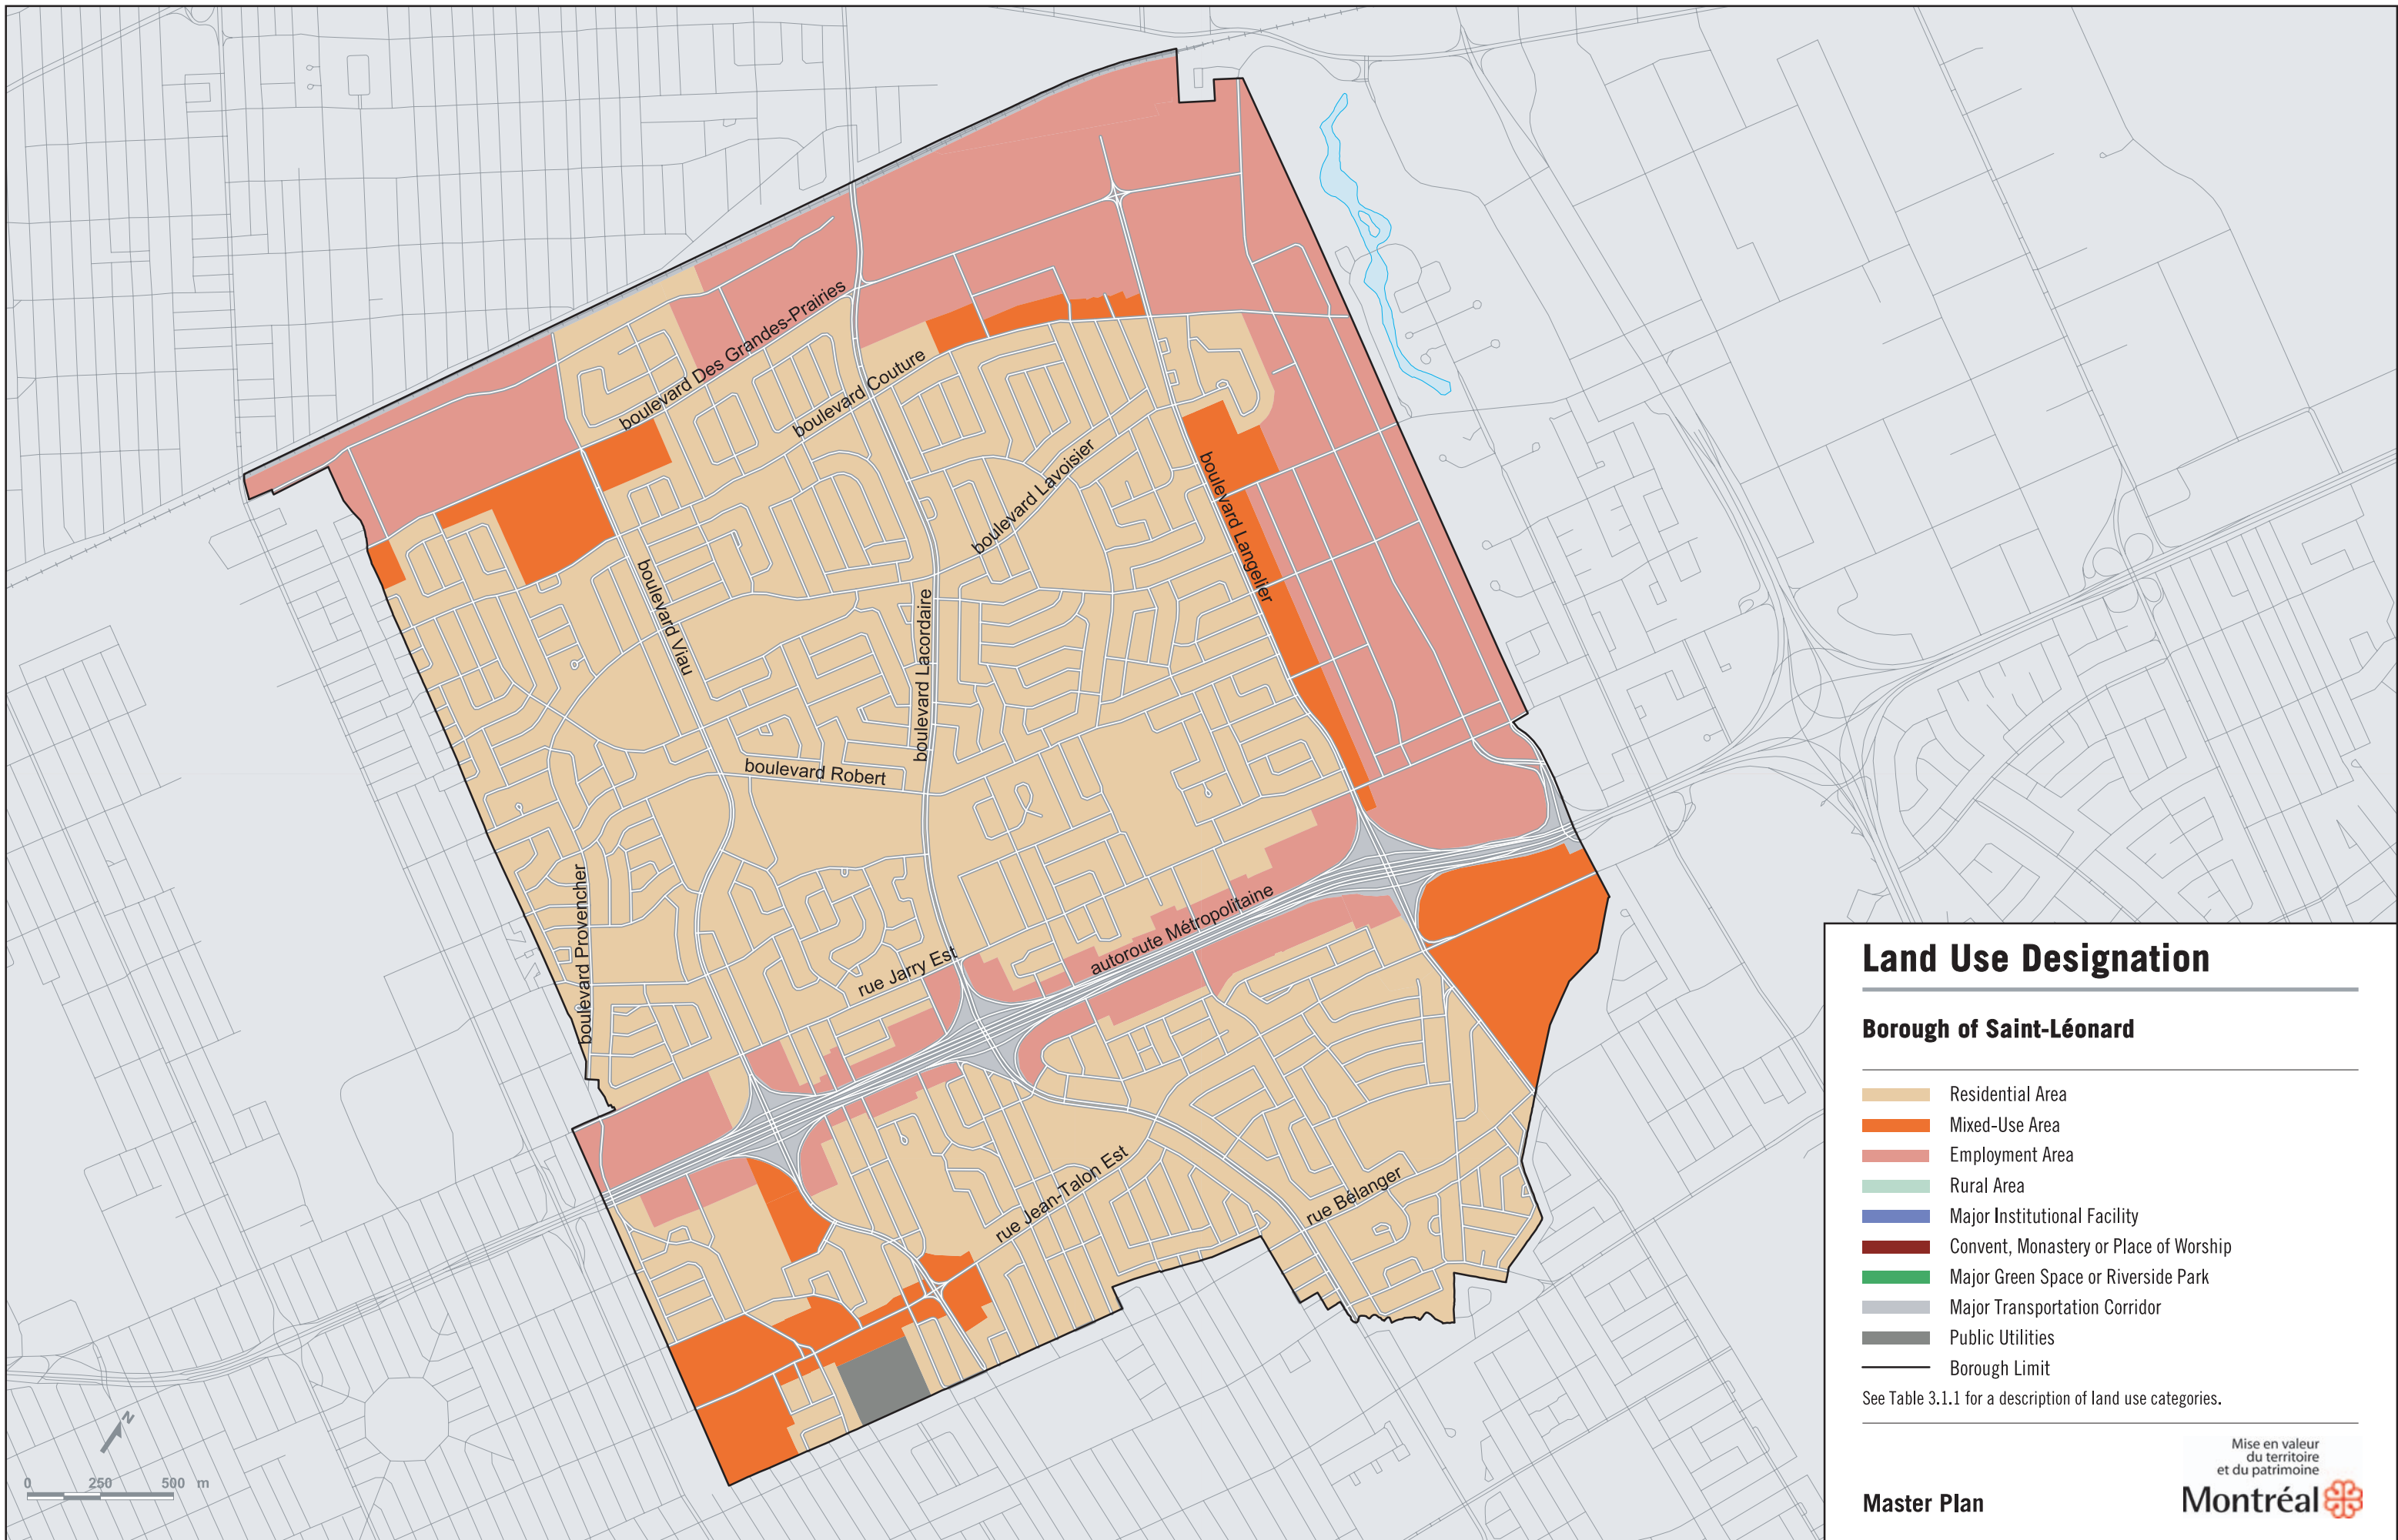 boulevard Des Grandes-Prairies
boulevard Couture
boulevard Lavoisier
boulevard Langelier
boulevard Viau
boulevard Lacordaire
boulevard Robert
boulevard Provencher
autoroute Métropolitaine
rue Jarry Est
rue Jean-Talon Est
rue Bélanger
N
0 250 500 m
Land Use Designation
Borough of Saint-Léonard
Residential Area
Mixed-Use Area
Employment Area
Rural Area
Major Institutional Facility
Convent, Monastery or Place of Worship
Major Green Space or Riverside Park
Major Transportation Corridor
Public Utilities
Borough Limit
See Table 3.1.1 for a description of land use categories.
Mise en valeur
du territoire
et du patrimoine
Master Plan
Montréal